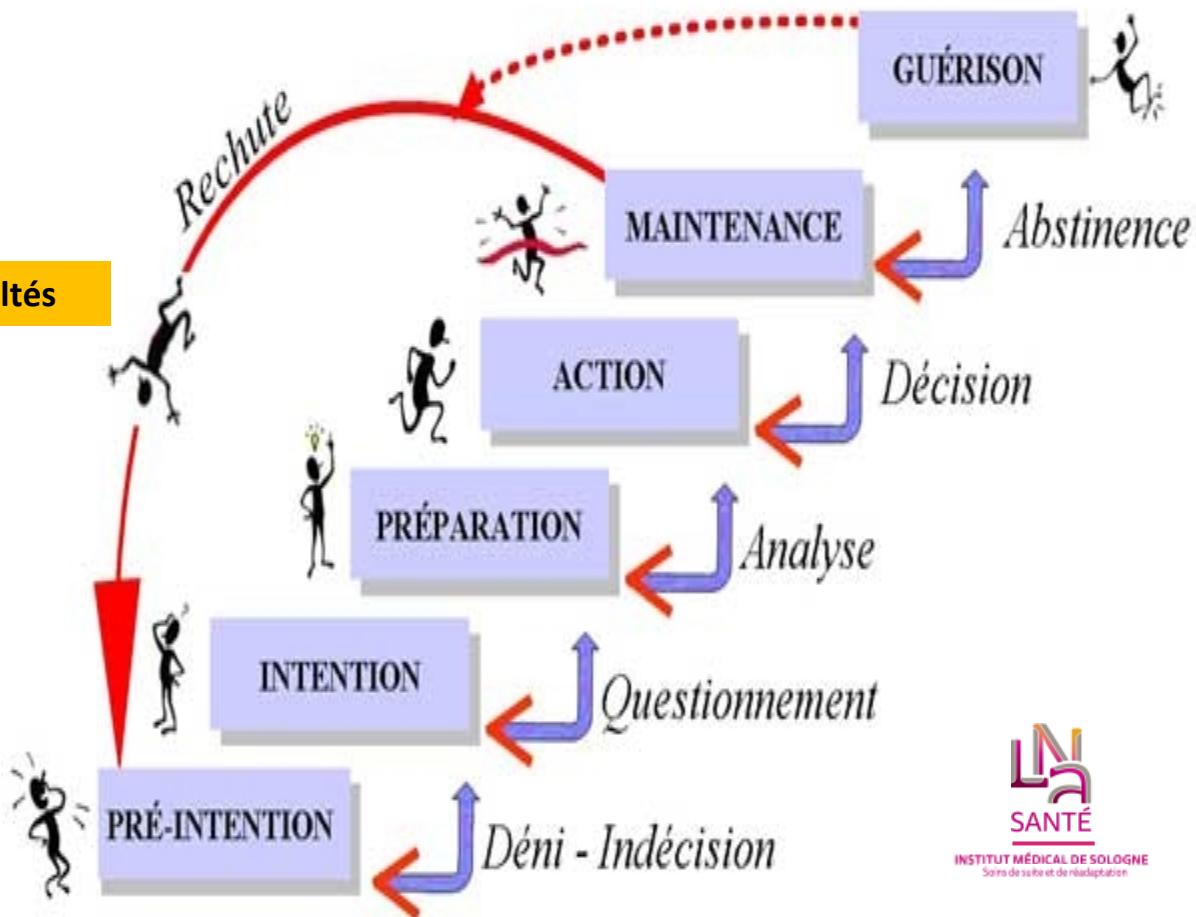 GUÉRISON
Rechute
MAINTENANCE
Abstinence
ltés
ACTION
Décision
PRÉPARATION
Analyse
INTENTION
Questionnement
PRÉ-INTENTION
Déni - Indécision
LNA
SANTÉ
INSTITUT MÉDICAL DE SOLOGNE
Soins de suite et de réadaptation